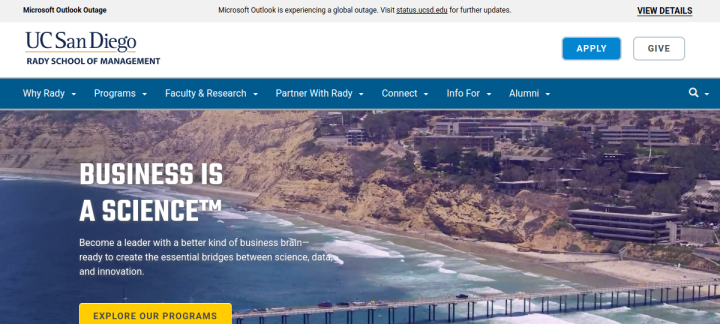 Microsoft Outlook Outage
Microsoft Outlook is experiencing a global outage. Visit status.ucsd.edu for further updates.
VIEW DETAILS
UC San Diego
RADY SCHOOL OF MANAGEMENT
APPLY
GIVE
Why Rady
Programs
Faculty & Research
Partner With Rady
Connect
Info For
Alumni
BUSINESS IS
A SCIENCE™
Become a leader with a better kind of business brain—
ready to create the essential bridges between science, data,
and innovation.
EXPLORE OUR PROGRAMS